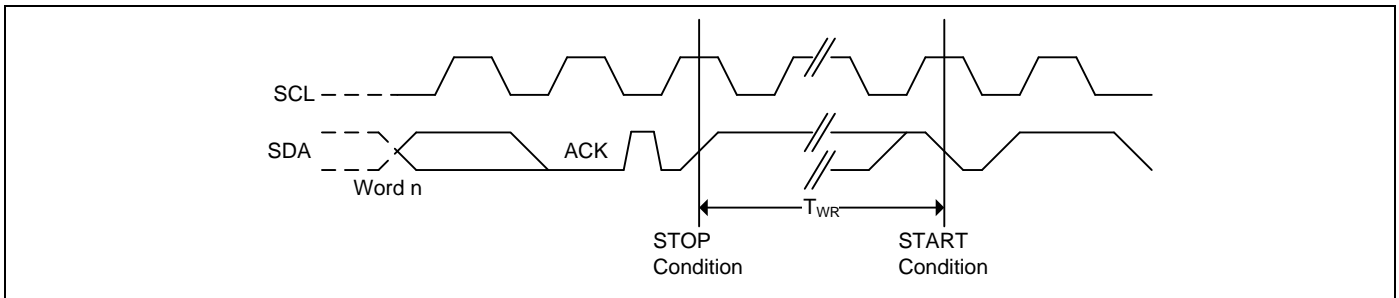 SCL
SDA
ACK
Word n
TWR
STOP
Condition
START
Condition